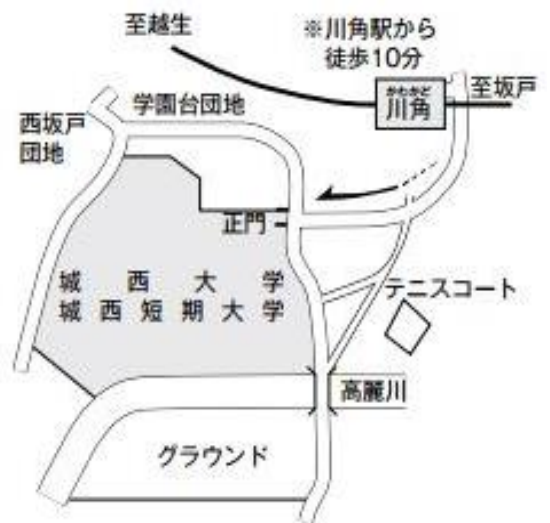 至越生
※川角駅から
徒歩10分
かわかど
川角
至坂戸
学園台団地
西坂戸
団地
正門
城西大学
城西短期大学
テニスコート
高麗川
グラウンド